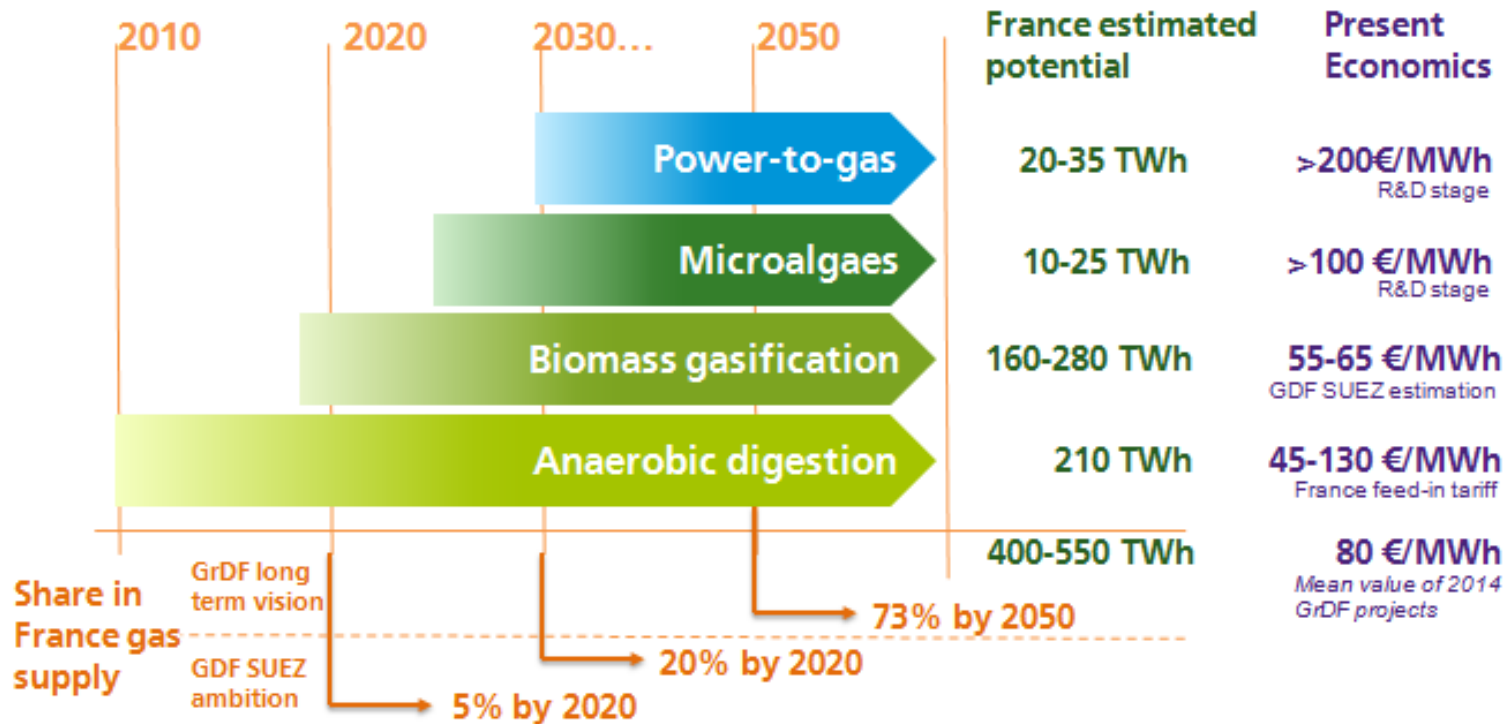 2010
2020
2030...
2050
France estimated
potential
Present
Economics
Power-to-gas
20-35 TWh
>200€/MWh
R&D stage
Microalgaes
10-25 TWh
>100 €/MWh
R&D stage
Biomass gasification
160-280 TWh
55-65 €/MWh
GDF SUEZ estimation
Anaerobic digestion
210 TWh
45-130 €/MWh
France feed-in tariff
400-550 TWh
80 €/MWh
Mean value of 2014
GrDF projects
Share in
France gas
supply
GrDF long
term vision
73% by 2050
GDF SUEZ
ambition
20% by 2020
5% by 2020